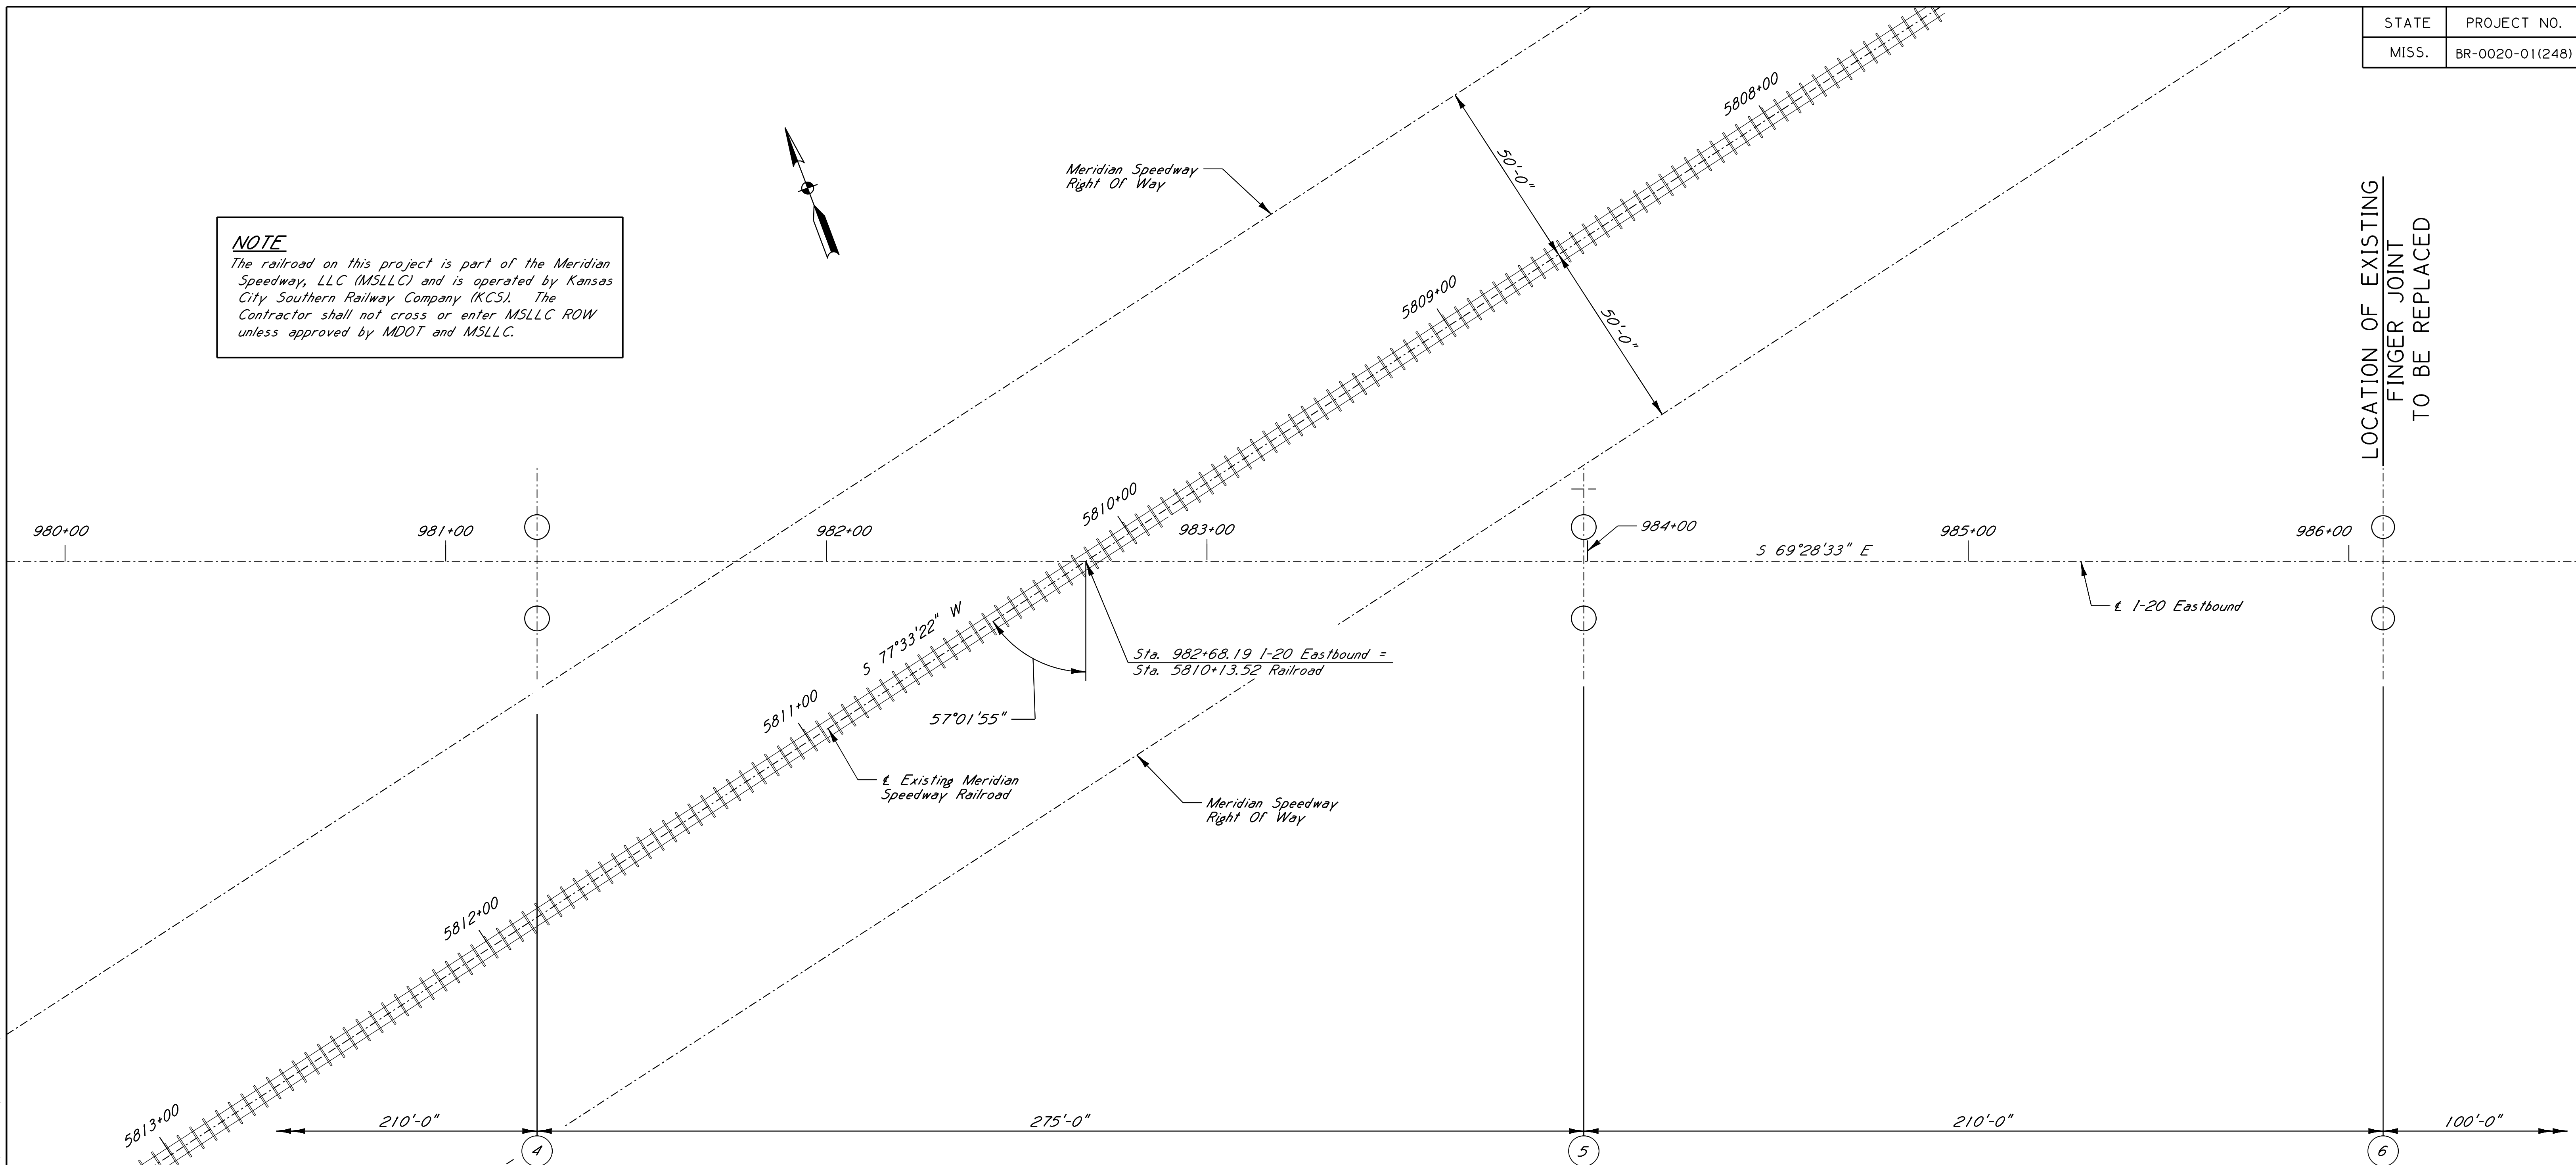 STATE PROJECT NO.
MISS. BR-0020-01(248)
NOTE
The railroad on this project is part of the Meridian
Speedway, LLC (MSLLC) and is operated by Kansas
City Southern Railway Company (KCS). The
Contractor shall not cross or enter MSLLC ROW
unless approved by MDOT and MSLLC.
Meridian Speedway
Right Of Way
50'-0"
50'-0"
5808+00
5809+00
5810+00
5811+00
5812+00
5813+00
LOCATION OF EXISTING
FINGER JOINT
TO BE REPLACED
980+00
981+00
982+00
983+00
984+00
985+00
986+00
S 69°28'33" E
℄ I-20 Eastbound
S 77°33'22" W
Sta. 982+68.19 I-20 Eastbound =
Sta. 5810+13.52 Railroad
57°01'55"
℄ Existing Meridian
Speedway Railroad
Meridian Speedway
Right Of Way
210'-0"
275'-0"
210'-0"
100'-0"
4
5
6